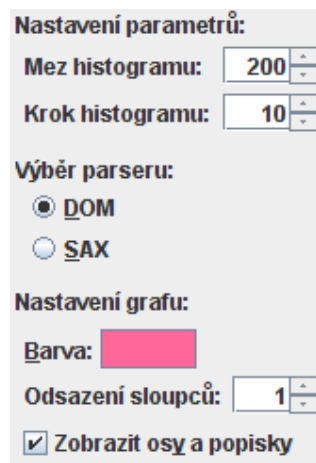 Nastavení parametrů:
Mez histogramu: 200
Krok histogramu: 10
Výběr parseru:
DOM
SAX
Nastavení grafu:
Barva:
Odsazení sloupců: 1
Zobrazit osy a popisky